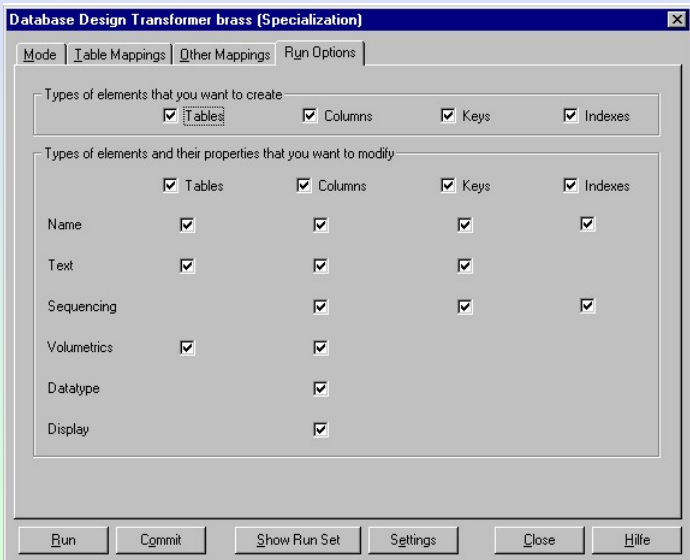 Database Design Transformer brass (Specialization)
Mode Table Mappings Other Mappings Run Options
Types of elements that you want to create
Tables Columns Keys Indexes
Types of elements and their properties that you want to modify
Tables Columns Keys Indexes
Name
Text
Sequencing
Volumetrics
Datatype
Display
Run Commit Show Run Set Settings Close Hilfe